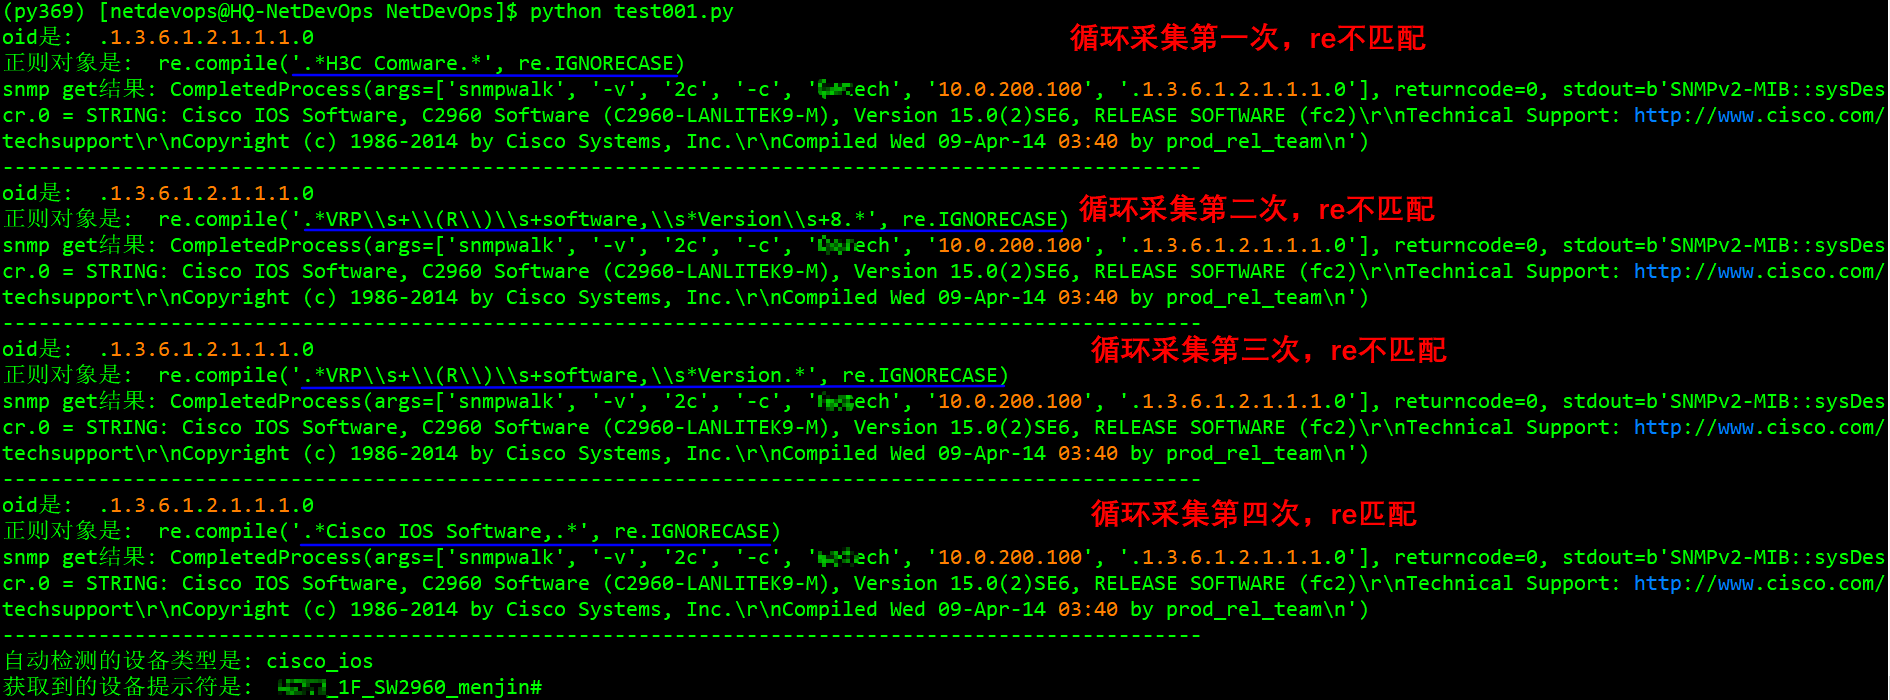 (py369) [netdevops@HQ-NetDevOps NetDevOps]$ python test001.py
oid是: .1.3.6.1.2.1.1.1.0 循环采集第一次，re不匹配
正则对象是: re.compile('.*H3C Comware.*', re.IGNORECASE)
snmp get结果: CompletedProcess(args=['snmpwalk', '-v', '2c', '-c', 'ech', '10.0.200.100', '.1.3.6.1.2.1.1.1.0'], returncode=0, stdout=b'SNMPv2-MIB::sysDes
cr.0 = STRING: Cisco IOS Software, C2960 Software (C2960-LANLITEK9-M), Version 15.0(2)SE6, RELEASE SOFTWARE (fc2)\r\nTechnical Support: http://www.cisco.com/
techsupport\r\nCopyright (c) 1986-2014 by Cisco Systems, Inc.\r\nCompiled Wed 09-Apr-14 03:40 by prod_rel_team\n')
----------------------------------------------------------------------------------------------------
oid是: .1.3.6.1.2.1.1.1.0
正则对象是: re.compile('.*VRP\\s+\\(R\\)\\s+software,\\s*Version\\s+8.*', re.IGNORECASE) 循环采集第二次，re不匹配
snmp get结果: CompletedProcess(args=['snmpwalk', '-v', '2c', '-c', 'ech', '10.0.200.100', '.1.3.6.1.2.1.1.1.0'], returncode=0, stdout=b'SNMPv2-MIB::sysDes
cr.0 = STRING: Cisco IOS Software, C2960 Software (C2960-LANLITEK9-M), Version 15.0(2)SE6, RELEASE SOFTWARE (fc2)\r\nTechnical Support: http://www.cisco.com/
techsupport\r\nCopyright (c) 1986-2014 by Cisco Systems, Inc.\r\nCompiled Wed 09-Apr-14 03:40 by prod_rel_team\n')
----------------------------------------------------------------------------------------------------
oid是: .1.3.6.1.2.1.1.1.0 循环采集第三次，re不匹配
正则对象是: re.compile('.*VRP\\s+\\(R\\)\\s+software,\\s*Version.*', re.IGNORECASE)
snmp get结果: CompletedProcess(args=['snmpwalk', '-v', '2c', '-c', 'ech', '10.0.200.100', '.1.3.6.1.2.1.1.1.0'], returncode=0, stdout=b'SNMPv2-MIB::sysDes
cr.0 = STRING: Cisco IOS Software, C2960 Software (C2960-LANLITEK9-M), Version 15.0(2)SE6, RELEASE SOFTWARE (fc2)\r\nTechnical Support: http://www.cisco.com/
techsupport\r\nCopyright (c) 1986-2014 by Cisco Systems, Inc.\r\nCompiled Wed 09-Apr-14 03:40 by prod_rel_team\n')
----------------------------------------------------------------------------------------------------
oid是: .1.3.6.1.2.1.1.1.0 循环采集第四次，re匹配
正则对象是: re.compile('.*Cisco IOS Software,.*', re.IGNORECASE)
snmp get结果: CompletedProcess(args=['snmpwalk', '-v', '2c', '-c', 'ech', '10.0.200.100', '.1.3.6.1.2.1.1.1.0'], returncode=0, stdout=b'SNMPv2-MIB::sysDes
cr.0 = STRING: Cisco IOS Software, C2960 Software (C2960-LANLITEK9-M), Version 15.0(2)SE6, RELEASE SOFTWARE (fc2)\r\nTechnical Support: http://www.cisco.com/
techsupport\r\nCopyright (c) 1986-2014 by Cisco Systems, Inc.\r\nCompiled Wed 09-Apr-14 03:40 by prod_rel_team\n')
----------------------------------------------------------------------------------------------------
自动检测的设备类型是: cisco_ios
获取到的设备提示符是: _1F_SW2960_menjin#